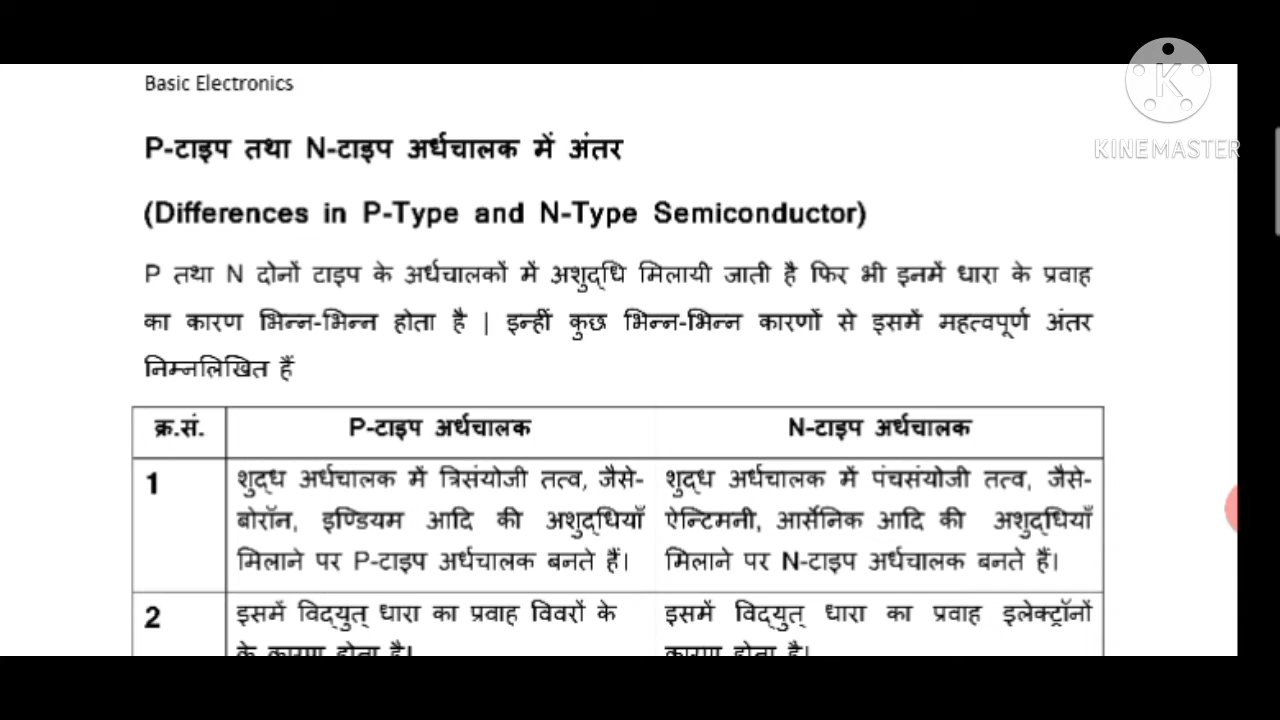 Basic Electronics
KINEMASTER
P-टाइप तथा N-टाइप अर्धचालक में अंतर
(Differences in P-Type and N-Type Semiconductor)
P तथा N दोनों टाइप के अर्धचालकों में अशुद्धि मिलायी जाती है फिर भी इनमें धारा के प्रवाह
का कारण भिन्न-भिन्न होता है | इन्हीं कुछ भिन्न-भिन्न कारणों से इसमें महत्वपूर्ण अंतर
निम्नलिखित हैं
क्र.सं. P-टाइप अर्धचालक N-टाइप अर्धचालक
1 शुद्ध अर्धचालक में त्रिसंयोजी तत्व, जैसे- शुद्ध अर्धचालक में पंचसंयोजी तत्व, जैसे-
बोरॉन, इण्डियम आदि की अशुद्धियाँ ऐन्टिमनी, आर्सेनिक आदि की अशुद्धियाँ
मिलाने पर P-टाइप अर्धचालक बनते हैं। मिलाने पर N-टाइप अर्धचालक बनते हैं।
2 इसमें विद्युत् धारा का प्रवाह विवरों के इसमें विद्युत् धारा का प्रवाह इलेक्ट्रॉनों
के कारण होता है। कारण होता है।